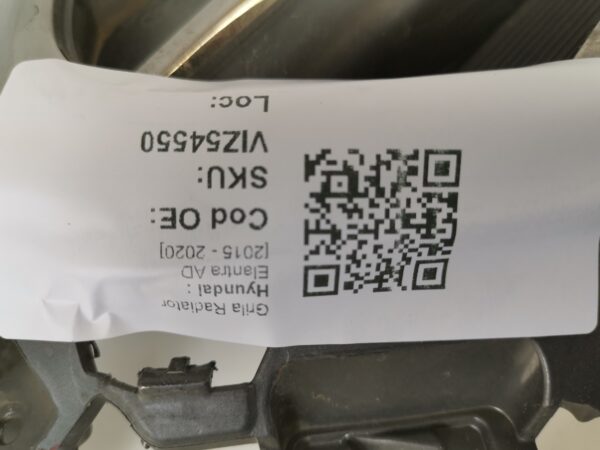 Grila Radiator
Hyundai :
Elantra AD
[2015 - 2020]
Cod OE:
SKU:
VIZ54550
Loc: